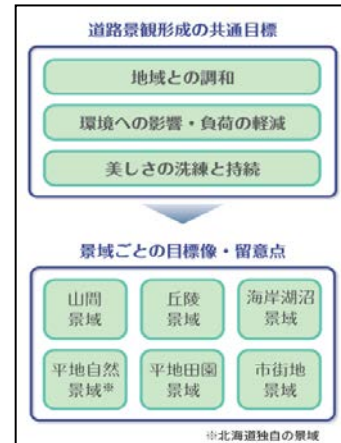 道路景観形成の共通目標
地域との調和
環境への影響・負荷の軽減
美しさの洗練と持続
景域ごとの目標像・留意点
山間
景域
丘陵
景域
海岸湖沼
景域
平地自然
景域※
平地田園
景域
市街地
景域
※北海道独自の景域